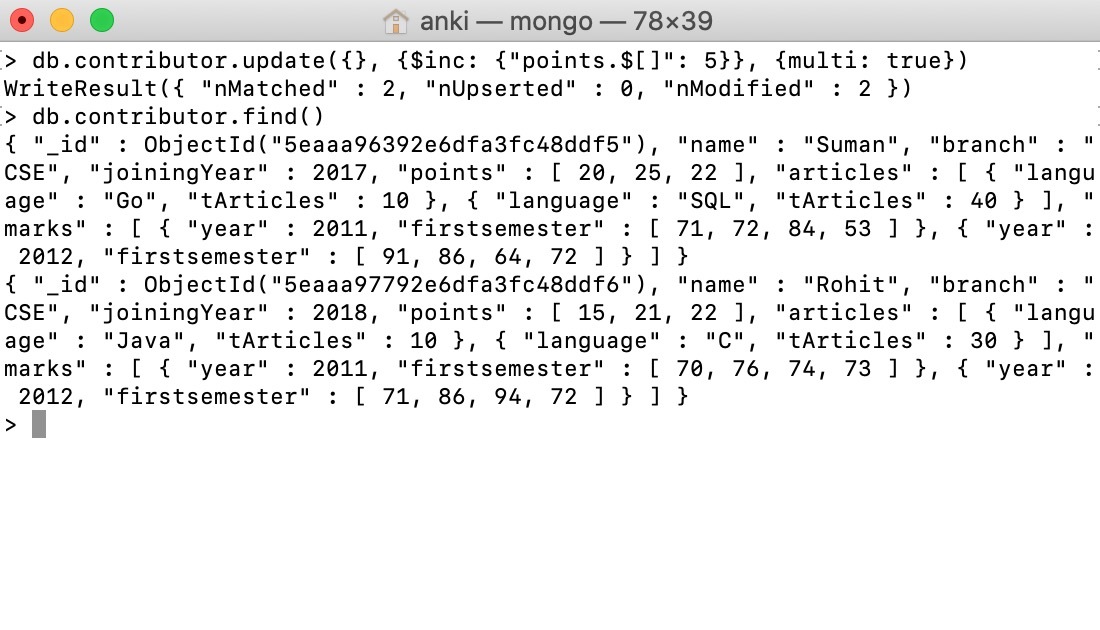 anki — mongo — 78×39
> db.contributor.update({}, {$inc: {"points.$[]": 5}}, {multi: true})
WriteResult({ "nMatched" : 2, "nUpserted" : 0, "nModified" : 2 })
> db.contributor.find()
{ "_id" : ObjectId("5eaaa96392e6dfa3fc48ddf5"), "name" : "Suman", "branch" : "
CSE", "joiningYear" : 2017, "points" : [ 20, 25, 22 ], "articles" : [ { "langu
age" : "Go", "tArticles" : 10 }, { "language" : "SQL", "tArticles" : 40 } ], "
marks" : [ { "year" : 2011, "firstsemester" : [ 71, 72, 84, 53 ] }, { "year" :
 2012, "firstsemester" : [ 91, 86, 64, 72 ] } ] }
{ "_id" : ObjectId("5eaaa97792e6dfa3fc48ddf6"), "name" : "Rohit", "branch" : "
CSE", "joiningYear" : 2018, "points" : [ 15, 21, 22 ], "articles" : [ { "langu
age" : "Java", "tArticles" : 10 }, { "language" : "C", "tArticles" : 30 } ], "
marks" : [ { "year" : 2011, "firstsemester" : [ 70, 76, 74, 73 ] }, { "year" :
 2012, "firstsemester" : [ 71, 86, 94, 72 ] } ] }
>